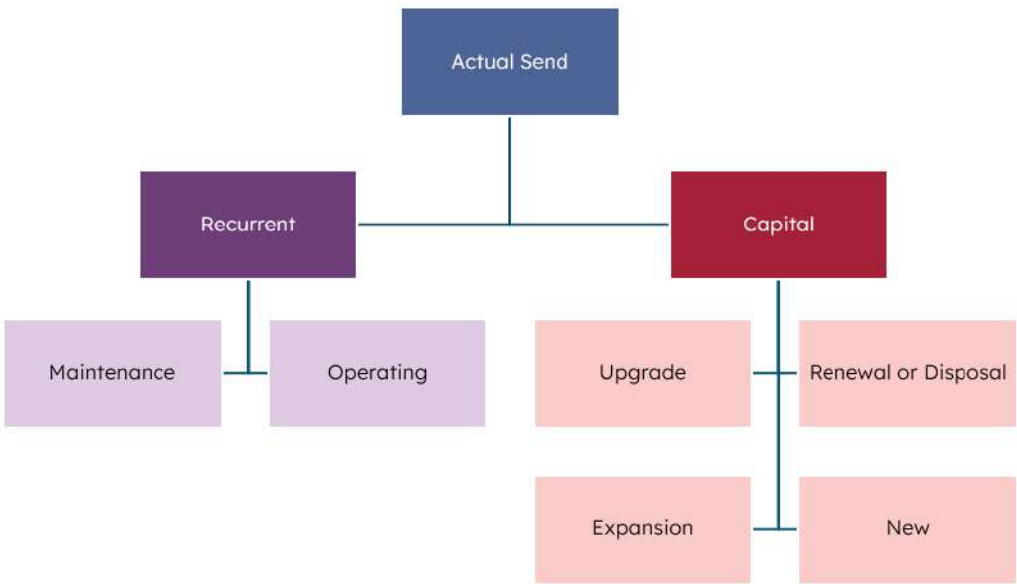 Actual Send
Recurrent
Capital
Maintenance
Operating
Upgrade
Renewal or Disposal
Expansion
New